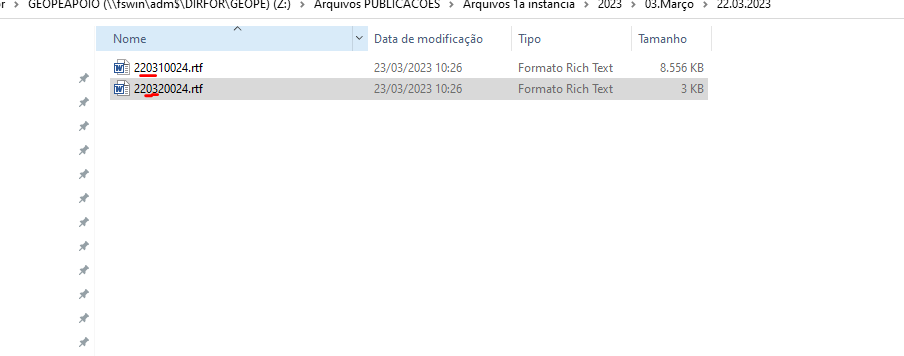 GEOPEAPOIO (\\fswin\adm$\DIRFOR\GEOPE) (Z:) > Arquivos PUBLICACOES > Arquivos 1a instancia > 2023 > 03.Março > 22.03.2023
Nome Data de modificação Tipo Tamanho
220310024.rtf 23/03/2023 10:26 Formato Rich Text 8.556 KB
220320024.rtf 23/03/2023 10:26 Formato Rich Text 3 KB